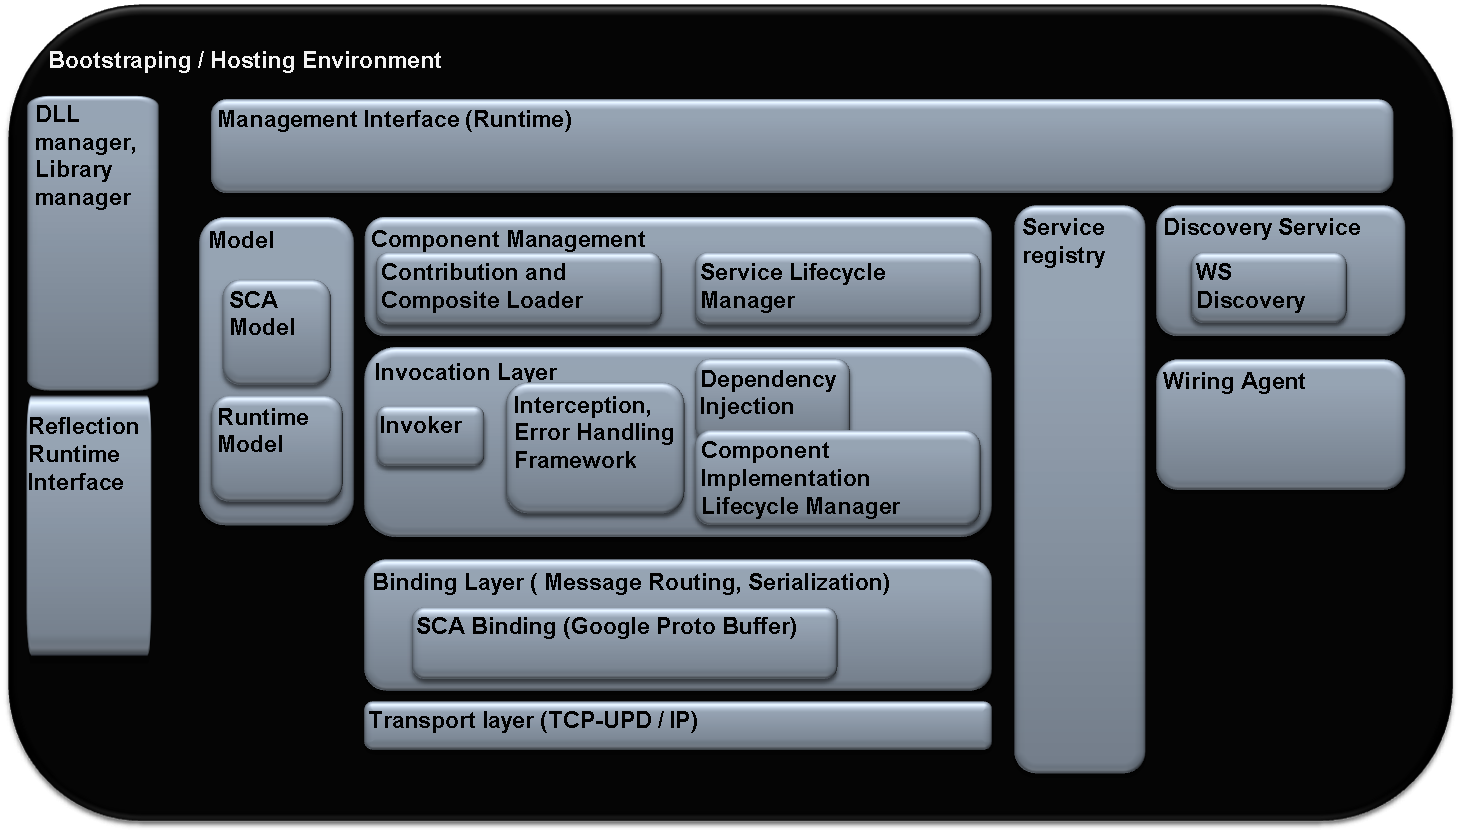 Bootstraping / Hosting Environment
DLL
manager,
Library
manager
Management Interface (Runtime)
Model
SCA
Model
Runtime
Model
Component Management
Contribution and
Composite Loader
Service Lifecycle
Manager
Service
registry
Discovery Service
WS
Discovery
Invocation Layer
Invoker
Interception,
Error Handling
Framework
Dependency
Injection
Component
Implementation
Lifecycle Manager
Wiring Agent
Reflection
Runtime
Interface
Binding Layer ( Message Routing, Serialization)
SCA Binding (Google Proto Buffer)
Transport layer (TCP-UPD / IP)